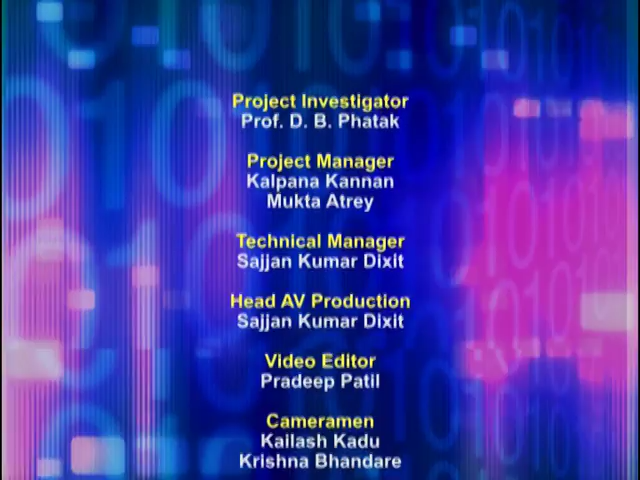 Project Investigator
Prof. D. B. Phatak
Project Manager
Kalpana Kannan
Mukta Atrey
Technical Manager
Sajjan Kumar Dixit
Head AV Production
Sajjan Kumar Dixit
Video Editor
Pradeep Patil
Cameramen
Kailash Kadu
Krishna Bhandare